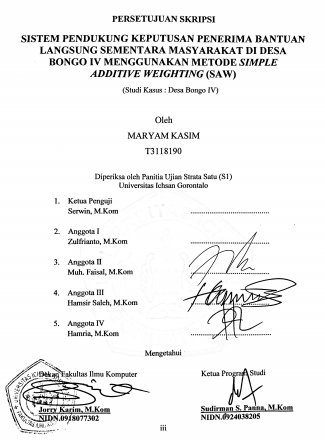 PERSETUJUAN SKRIPSI
SISTEM PENDUKUNG KEPUTUSAN PENERIMA BANTUAN
LANGSUNG SEMENTARA MASYARAKAT DI DESA
BONGO IV MENGGUNAKAN METODE SIMPLE
ADDITIVE WEIGHTING (SAW)
(Studi Kasus : Desa Bongo IV)
Oleh
MARYAM KASIM
T3118190
Diperiksa oleh Panitia Ujian Strata Satu (S1)
Universitas Ichsan Gorontalo
1. Ketua Penguji
Serwin, M.Kom
2. Anggota I
Zulfrianto, M.Kom
3. Anggota II
Muh. Faisal, M.Kom
4. Anggota III
Hamsir Saleh, M.Kom
5. Anggota IV
Hamria, M.Kom
Mengetahui
Dekan Fakultas Ilmu Komputer
Ketua Program Studi
Jorry Karim, M.Kom
NIDN.0918077302
Sudirman S. Panna, M.Kom
NIDN.0924038205
iii